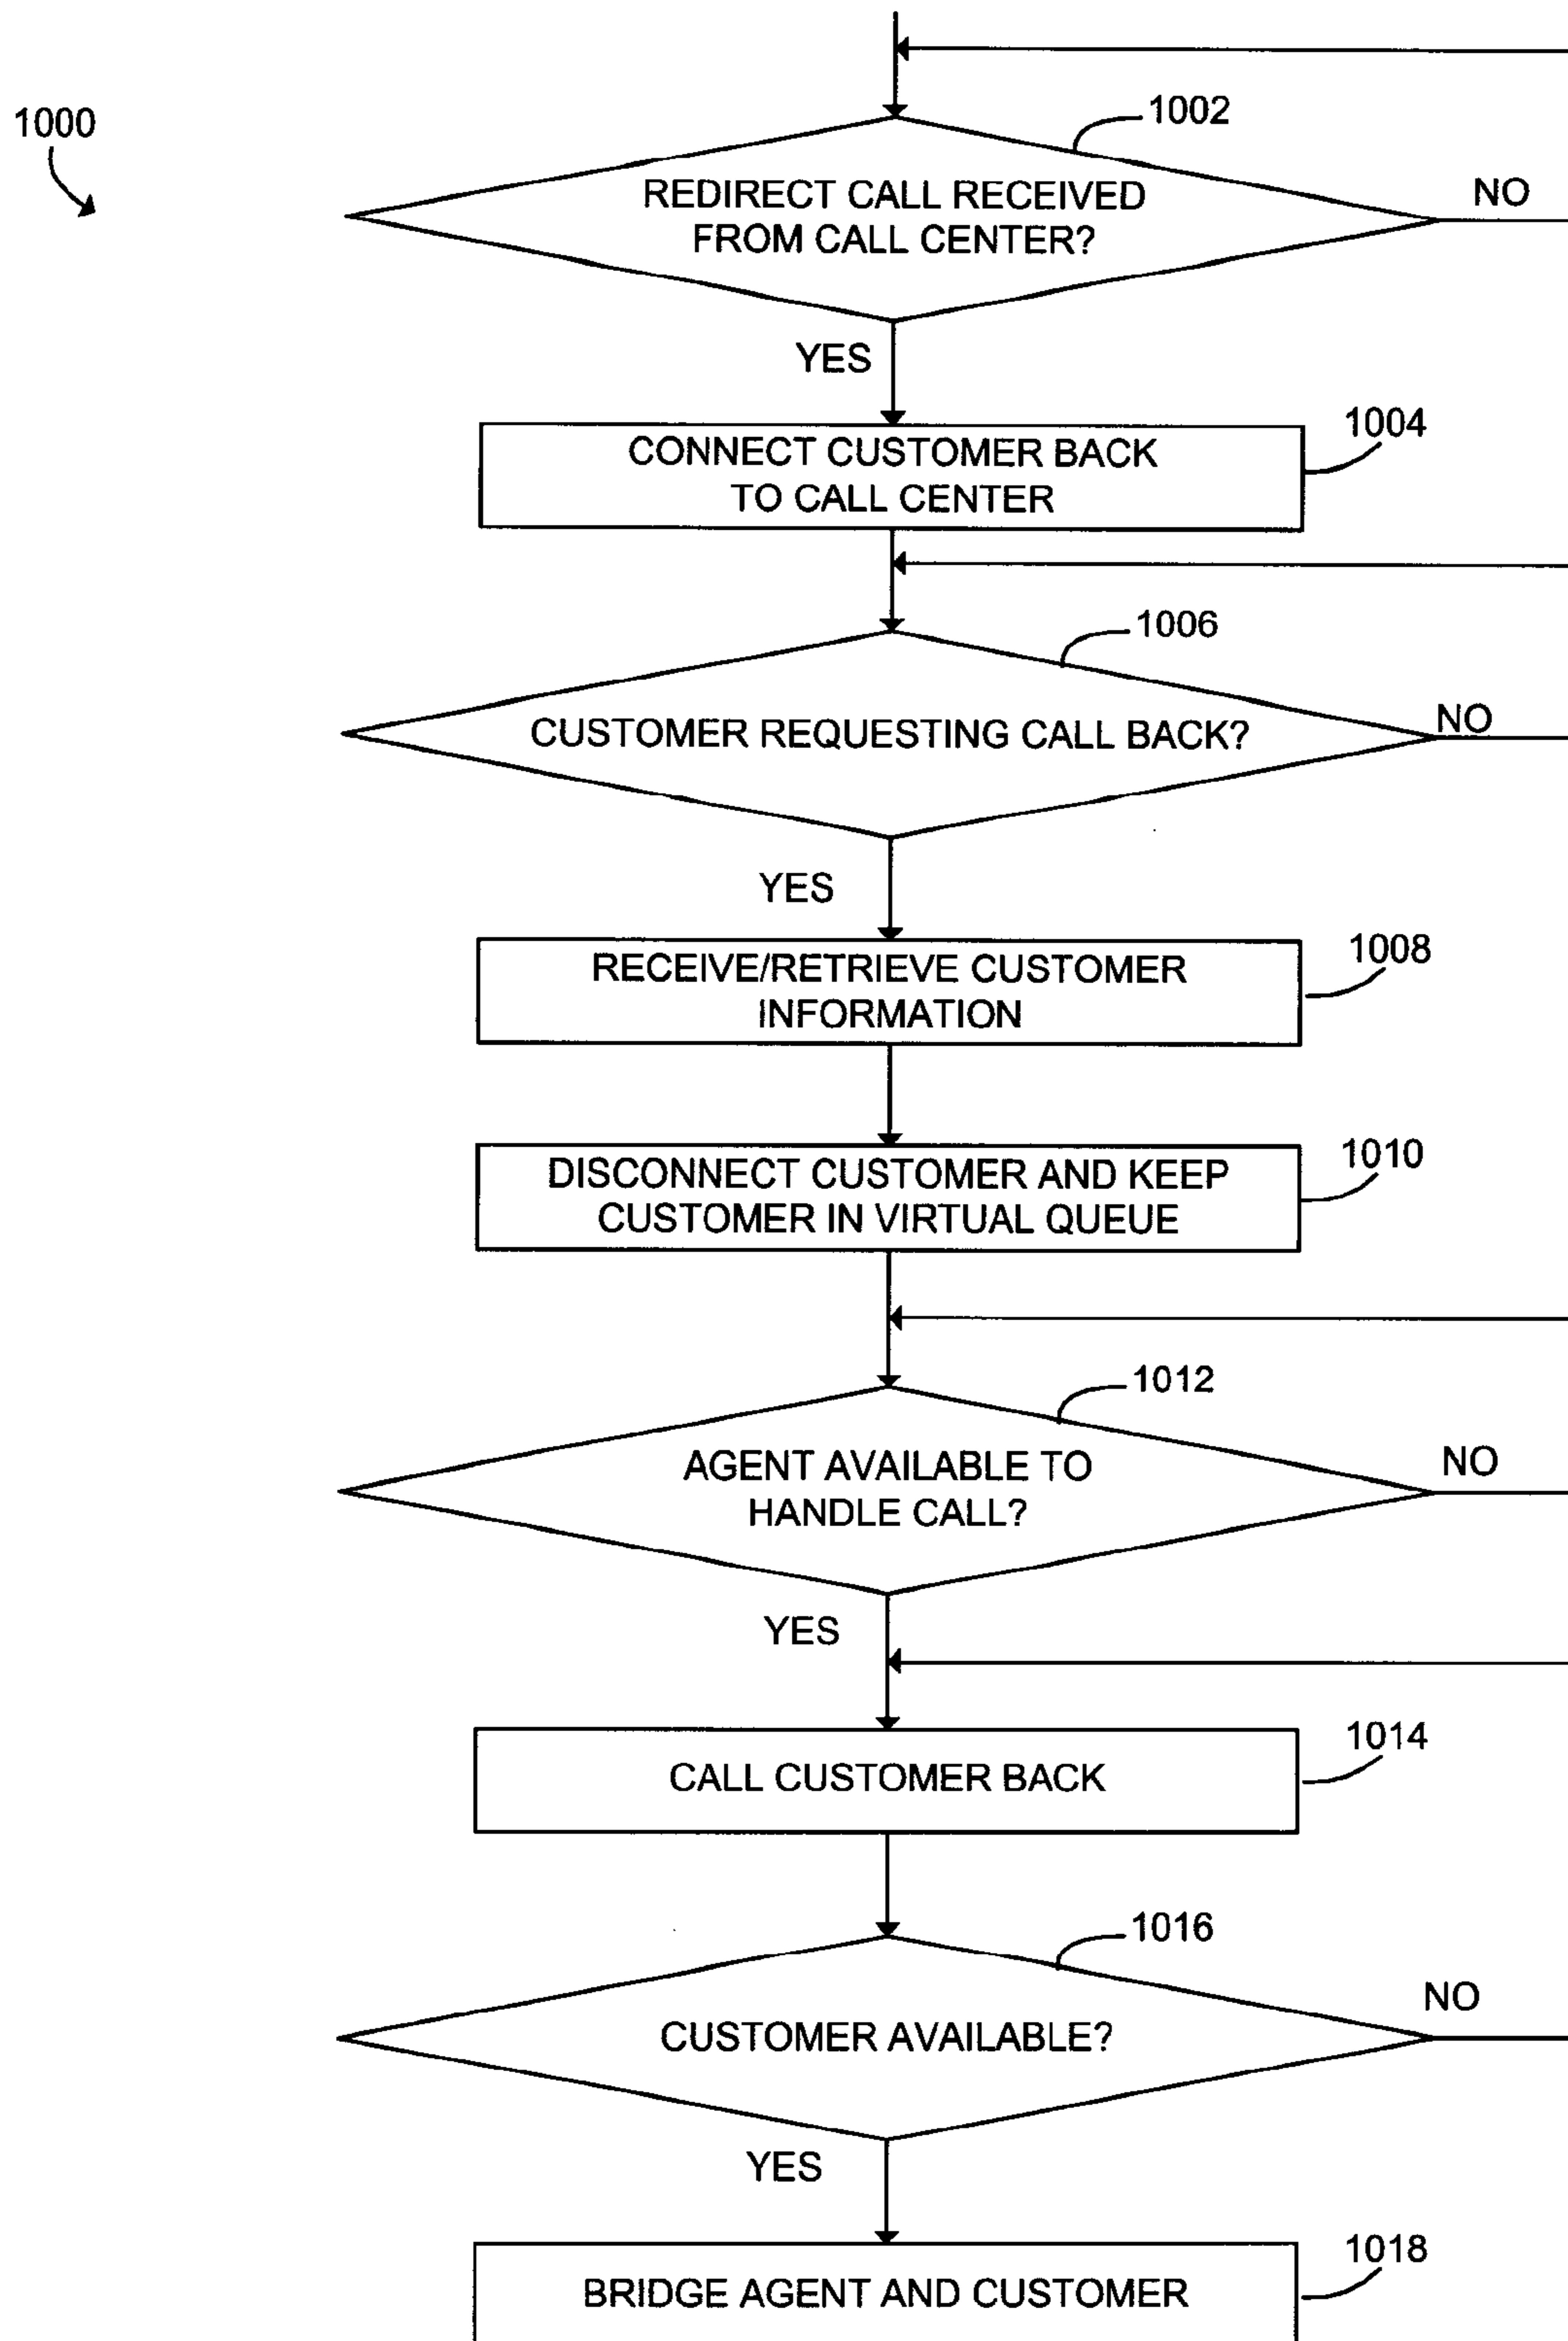 1000
1002
REDIRECT CALL RECEIVED
FROM CALL CENTER?
NO
YES
1004
CONNECT CUSTOMER BACK
TO CALL CENTER
1006
CUSTOMER REQUESTING CALL BACK?
NO
YES
1008
RECEIVE/RETRIEVE CUSTOMER
INFORMATION
1010
DISCONNECT CUSTOMER AND KEEP
CUSTOMER IN VIRTUAL QUEUE
1012
AGENT AVAILABLE TO
HANDLE CALL?
NO
YES
1014
CALL CUSTOMER BACK
1016
CUSTOMER AVAILABLE?
NO
YES
1018
BRIDGE AGENT AND CUSTOMER